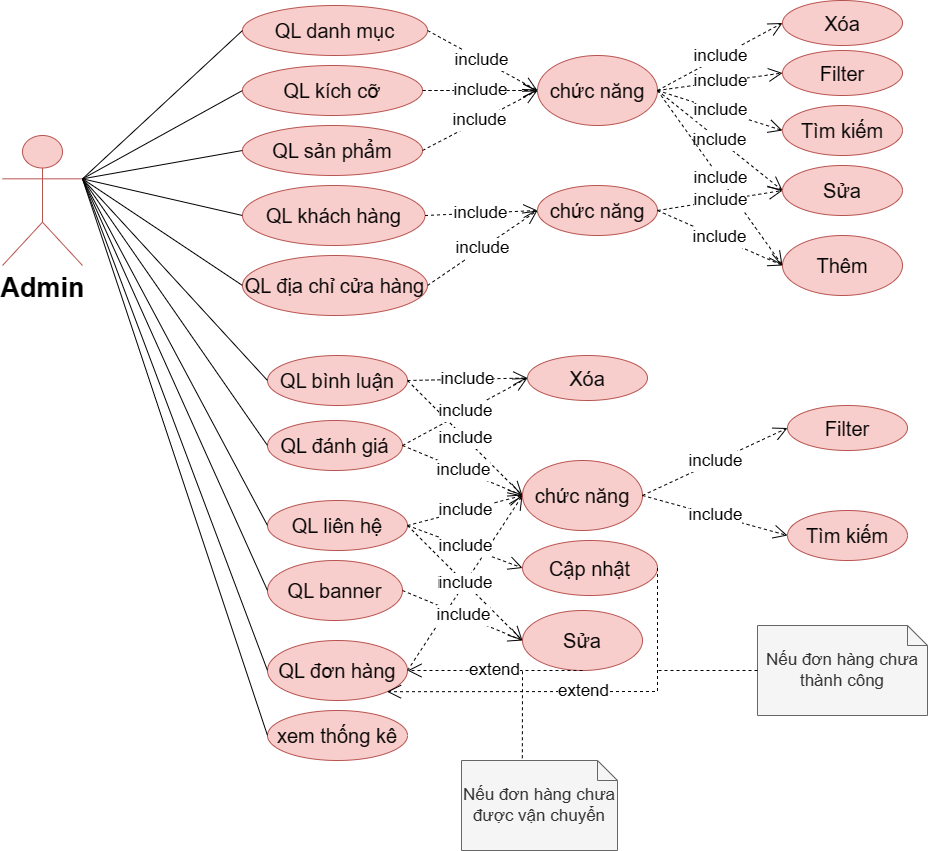 QL danh mục
QL kích cỡ
QL sản phẩm
QL khách hàng
QL địa chỉ cửa hàng
Admin
include
include
include
include
include
chức năng
chức năng
include
include
include
include
include
include
include
Xóa
Filter
Tìm kiếm
Sửa
Thêm
QL bình luận
QL đánh giá
QL liên hệ
QL banner
QL đơn hàng
xem thống kê
include
include
include
include
include
include
include
include
extend
extend
Xóa
chức năng
Cập nhật
Sửa
include
include
Filter
Tìm kiếm
Nếu đơn hàng chưa
thành công
Nếu đơn hàng chưa
được vận chuyển